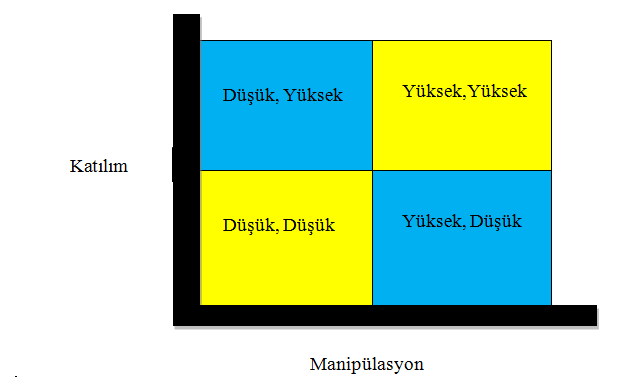 Düşük, Yüksek
Yüksek,Yüksek
Katılım
Düşük, Düşük
Yüksek, Düşük
Manipülasyon